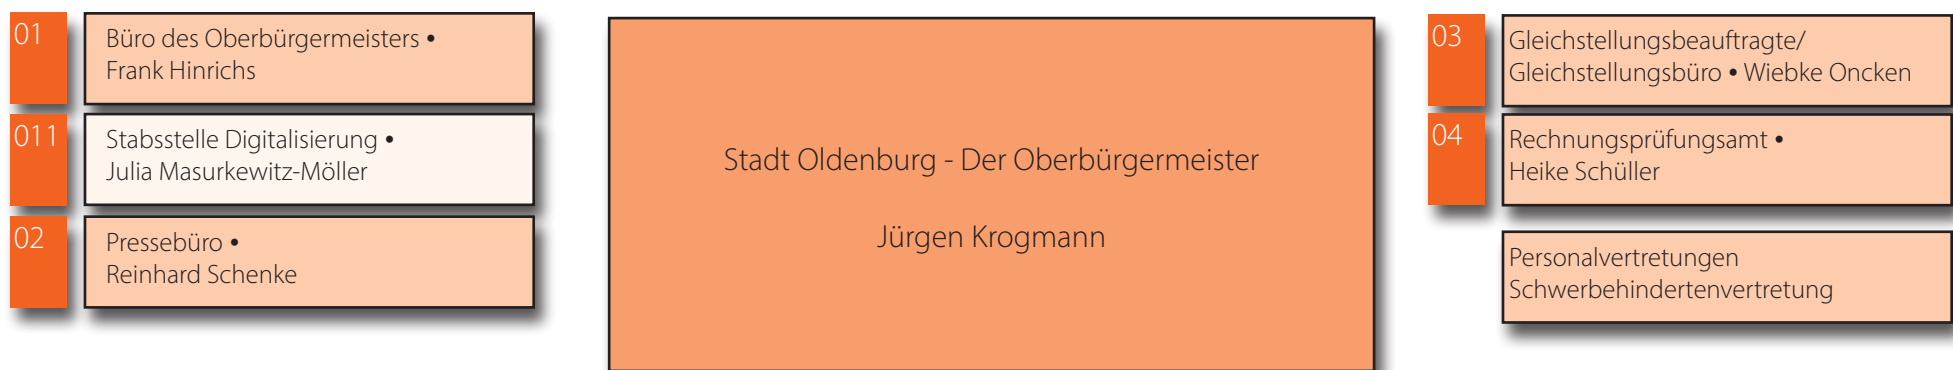 01
Büro des Oberbürgermeisters •
Frank Hinrichs
011
Stabsstelle Digitalisierung •
Julia Masurkewitz-Möller
02
Pressebüro •
Reinhard Schenke
Stadt Oldenburg - Der Oberbürgermeister
Jürgen Krogmann
03
Gleichstellungsbeauftragte/
Gleichstellungsbüro • Wiebke Oncken
04
Rechnungsprüfungsamt •
Heike Schüller
Personalvertretungen
Schwerbehindertenvertretung